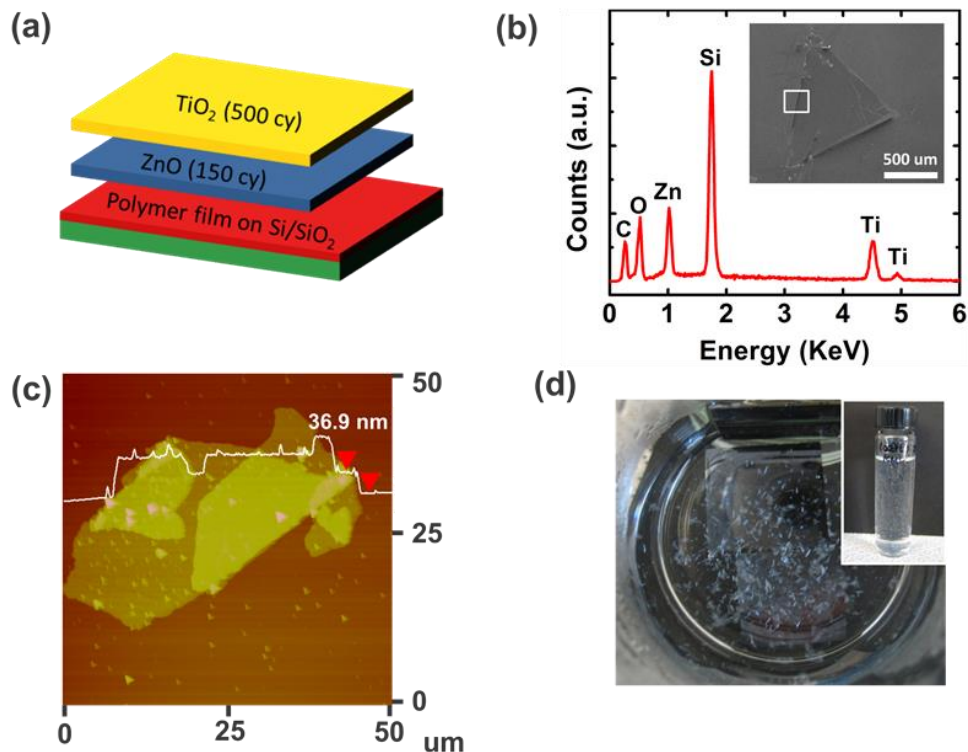 (a)
TiO2 (500 cy)
ZnO (150 cy)
Polymer film on Si/SiO2
(b)
Counts (a.u.)
C
O
Zn
Si
Ti
Ti
500 um
0 1 2 3 4 5 6
Energy (KeV)
(c)
36.9 nm
50
25
0
0 25 50
um
(d)